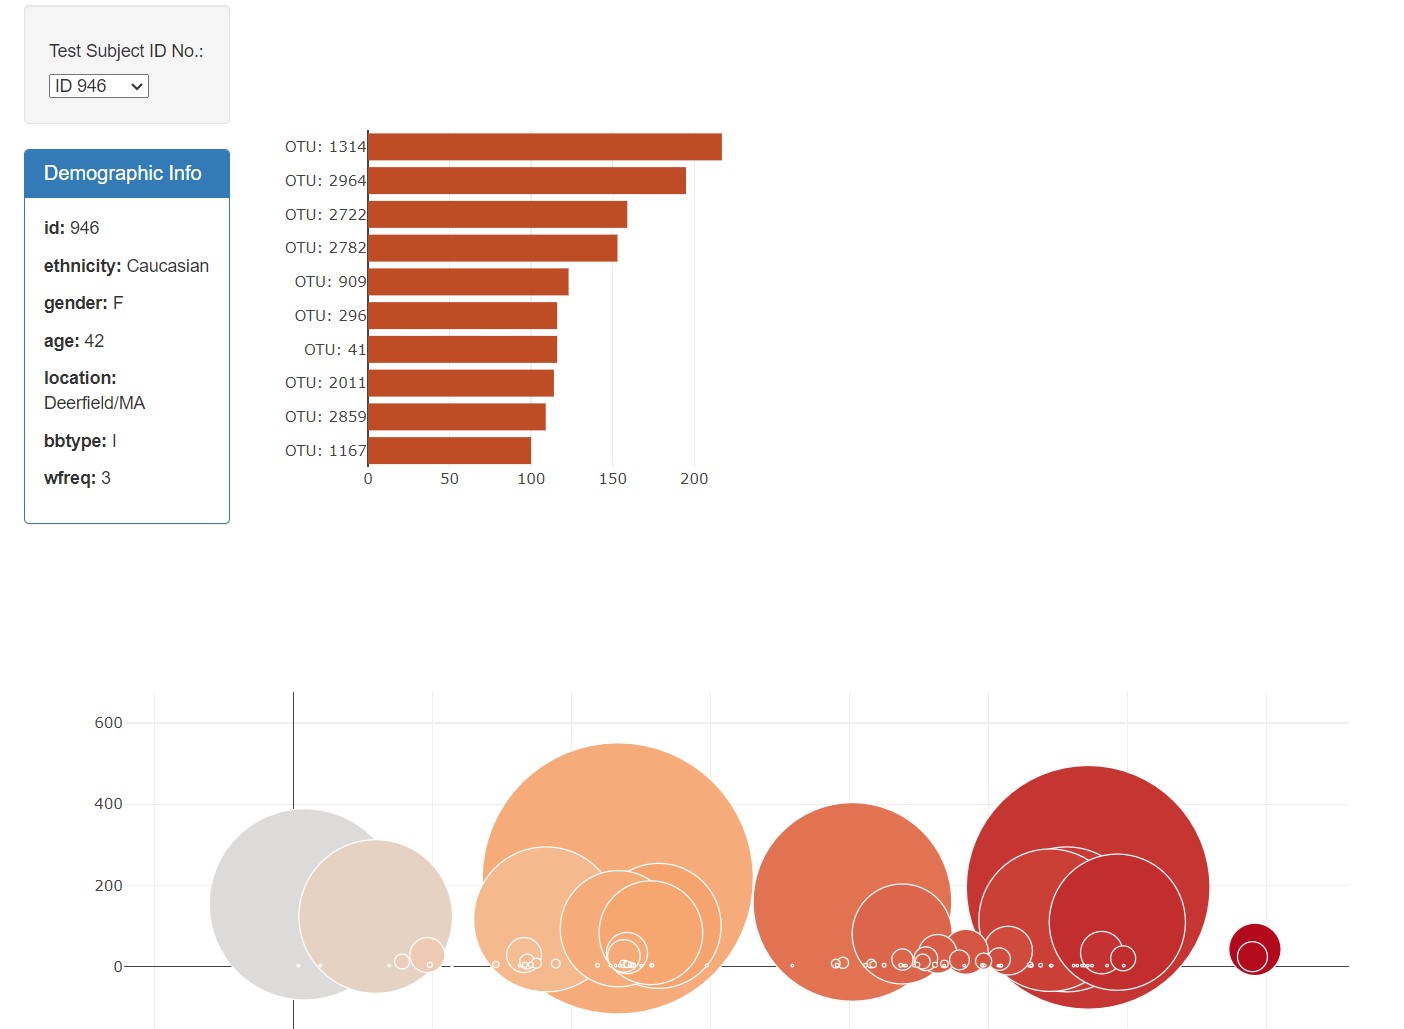 Test Subject ID No.:
ID 946
Demographic Info
id: 946
ethnicity: Caucasian
gender: F
age: 42
location:
Deerfield/MA
bbtype: I
wfreq: 3
OTU: 1314
OTU: 2964
OTU: 2722
OTU: 2782
OTU: 909
OTU: 296
OTU: 41
OTU: 2011
OTU: 2859
OTU: 1167
0 50 100 150 200
600
400
200
0